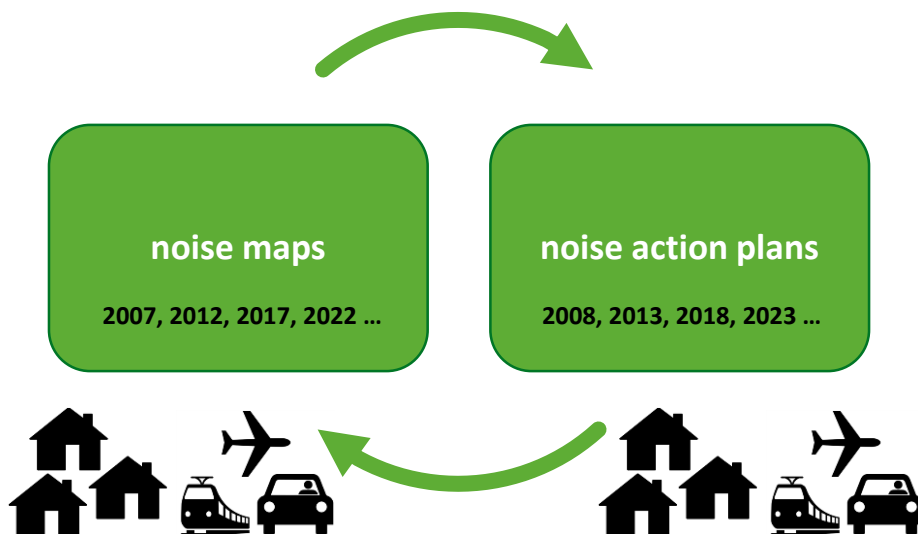 noise maps
2007, 2012, 2017, 2022 ...
noise action plans
2008, 2013, 2018, 2023 ...